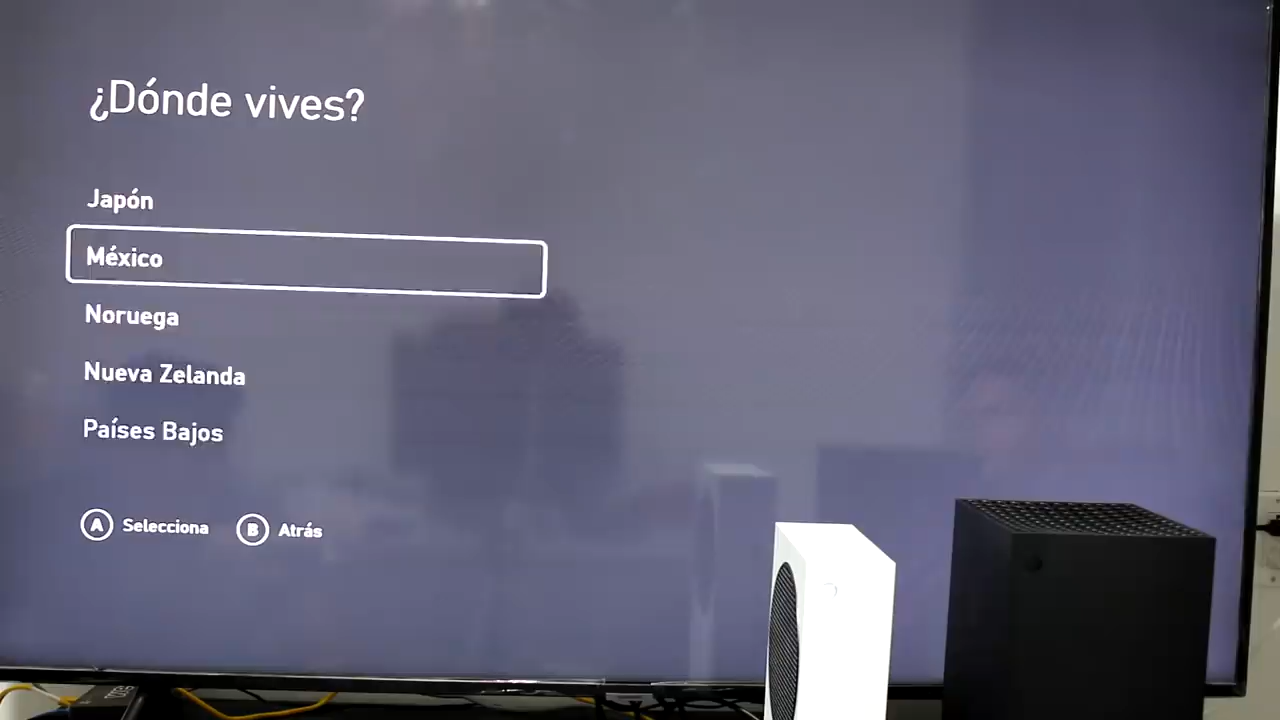 ¿Dónde vives?
Japón
México
Noruega
Nueva Zelanda
Países Bajos
A Selecciona B Atrás